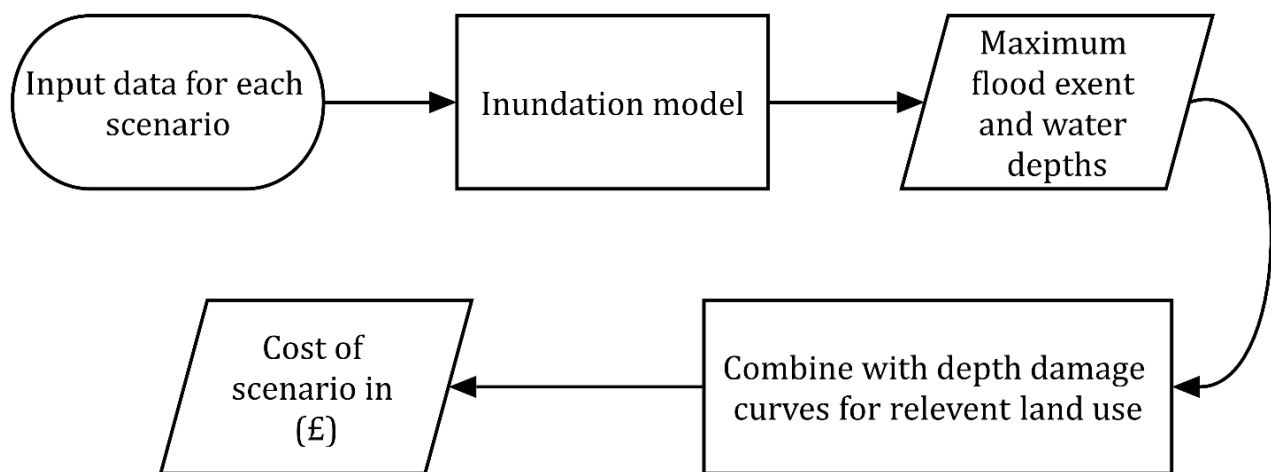 Input data for each
scenario
Inundation model
Maximum
flood exent
and water
depths
Combine with depth damage
curves for relevent land use
Cost of
scenario in
(£)